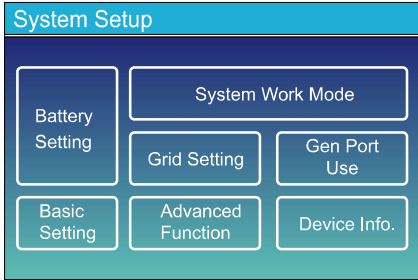 System Setup
Battery
Setting
System Work Mode
Grid Setting
Gen Port
Use
Basic
Setting
Advanced
Function
Device Info.